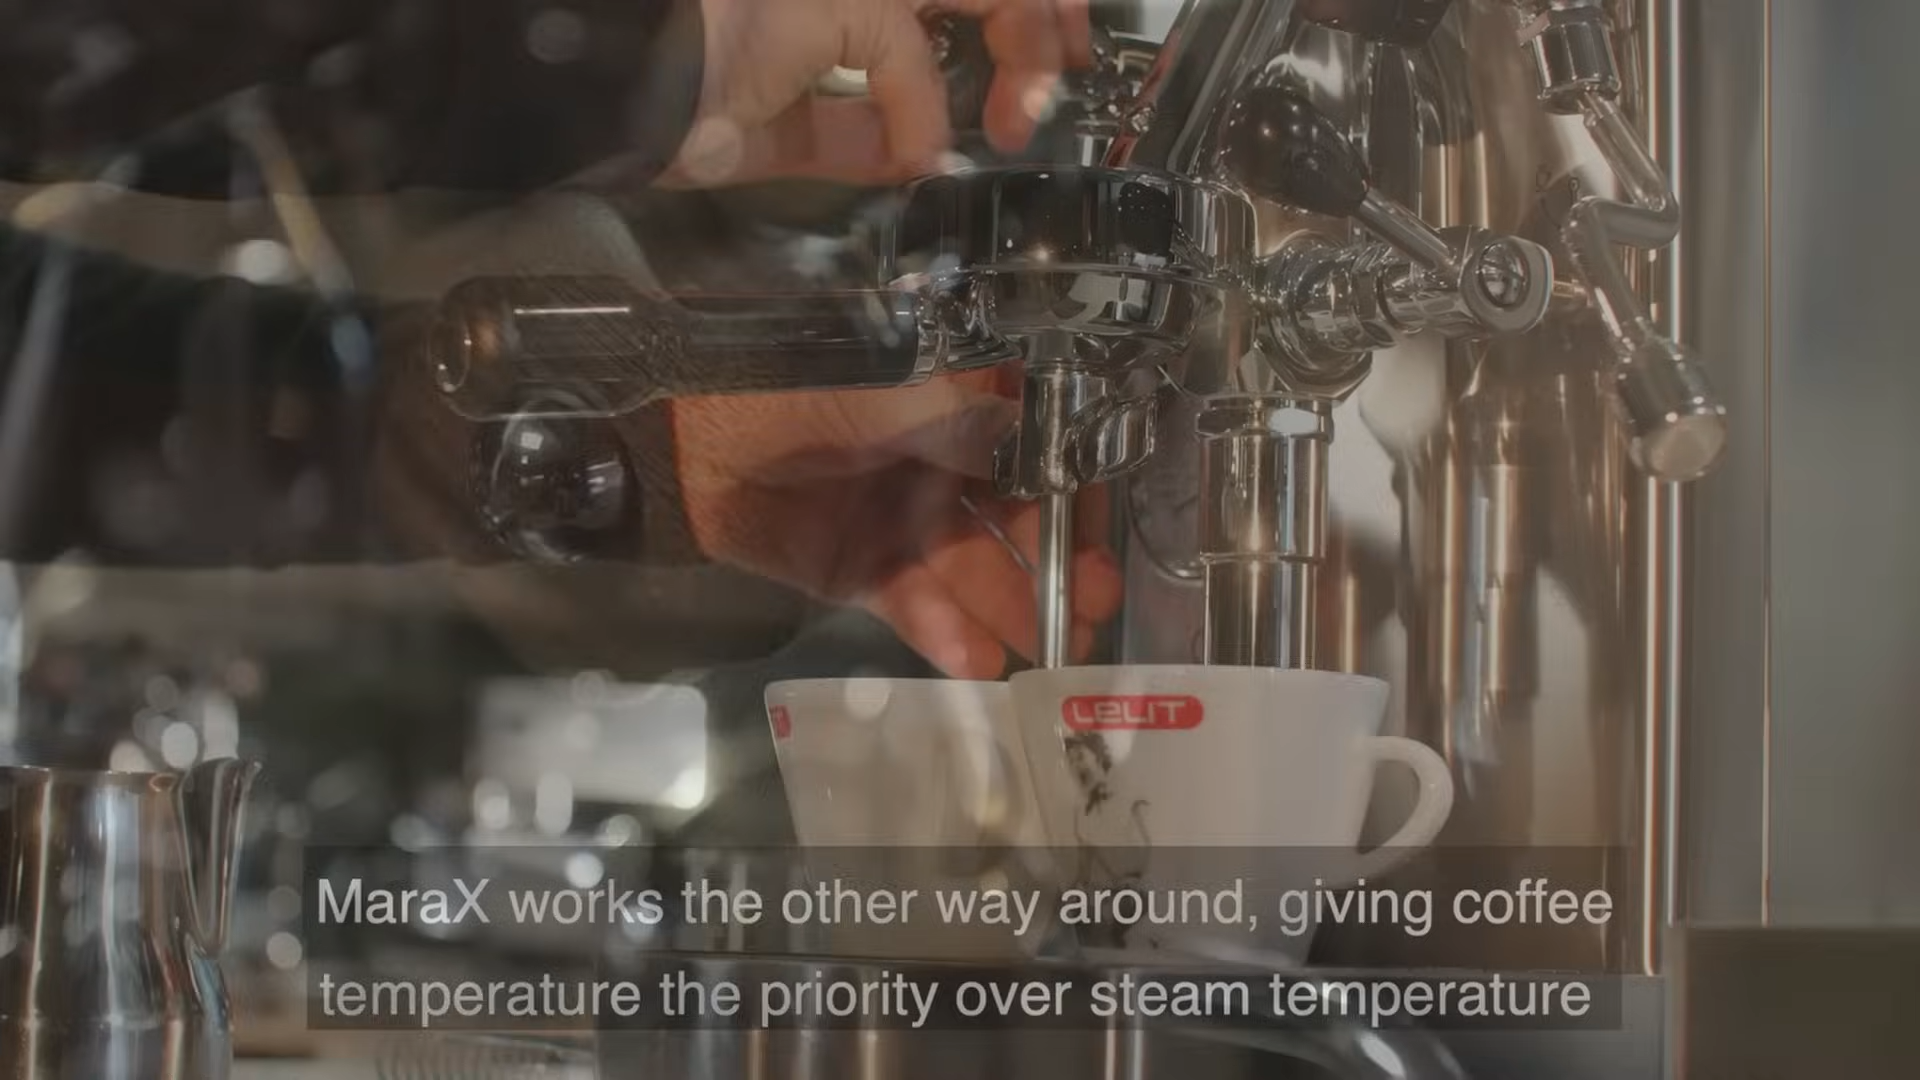 LELIT
MaraX works the other way around, giving coffee
temperature the priority over steam temperature